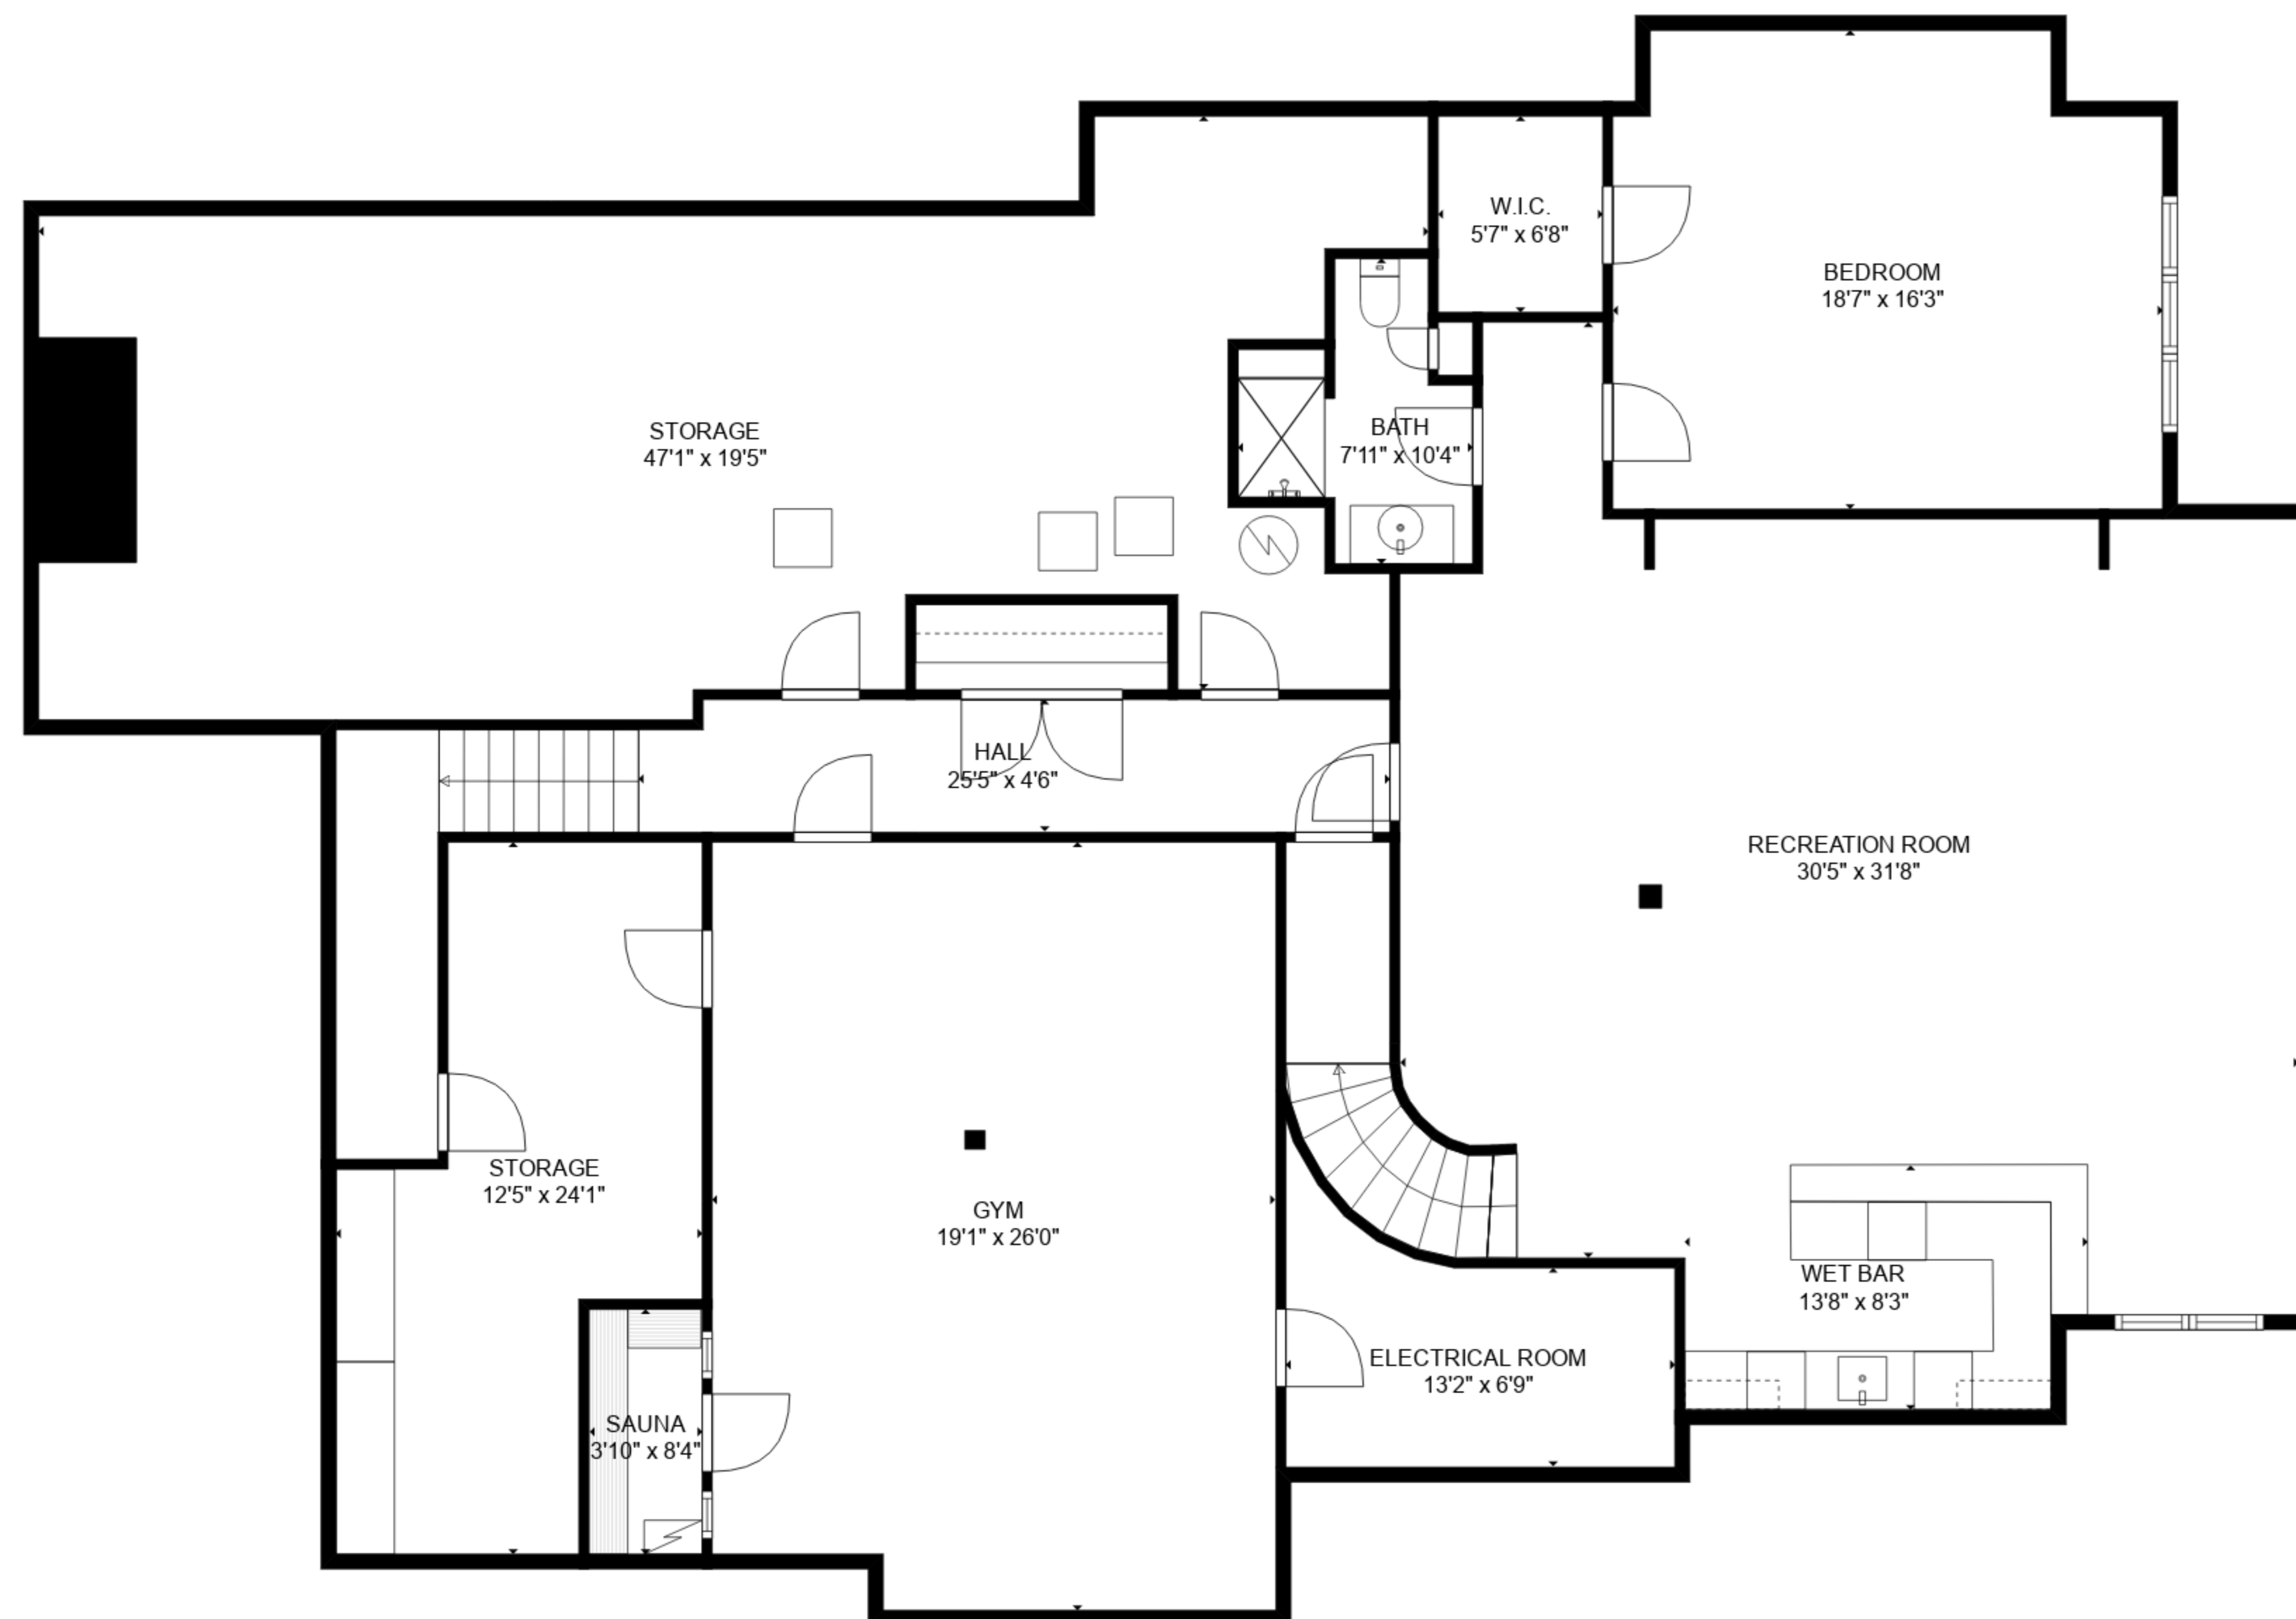 W.I.C.
5'7" x 6'8"
BEDROOM
18'7" x 16'3"
STORAGE
47'1" x 19'5"
BATH
7'11" x 10'4"
HALL
25'5" x 4'6"
RECREATION ROOM
30'5" x 31'8"
STORAGE
12'5" x 24'1"
GYM
19'1" x 26'0"
WET BAR
13'8" x 8'3"
ELECTRICAL ROOM
13'2" x 6'9"
SAUNA
3'10" x 8'4"